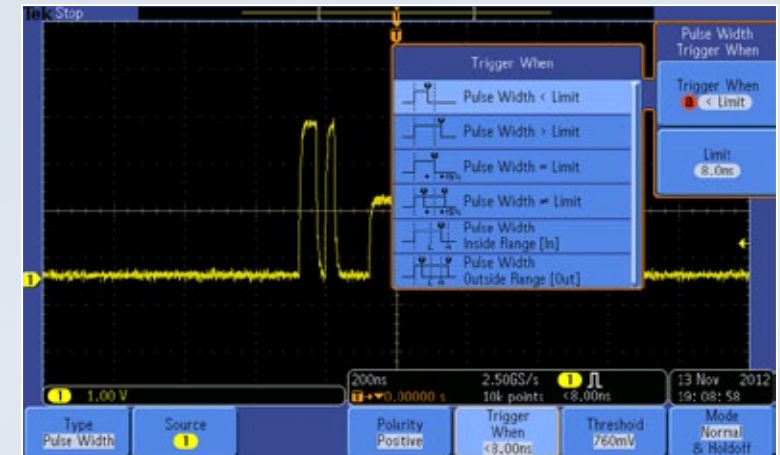 Tek Stop
T
T
Pulse Width
Trigger When
Trigger When
a < Limit
Limit
8.0ns
Trigger When
Pulse Width < Limit
Pulse Width > Limit
Pulse Width = Limit
Pulse Width ≠ Limit
Pulse Width
Inside Range [In]
Pulse Width
Outside Range [Out]
1
1 1.00 V
200ns 2.50GS/s 1
T→▼0.00000 s 10k points <8.00ns
13 Nov 2012
19:08:58
Type
Pulse Width
Source
1
Polarity
Positive
Trigger
When
<8.00ns
Threshold
760mV
Mode
Normal
& Holdoff